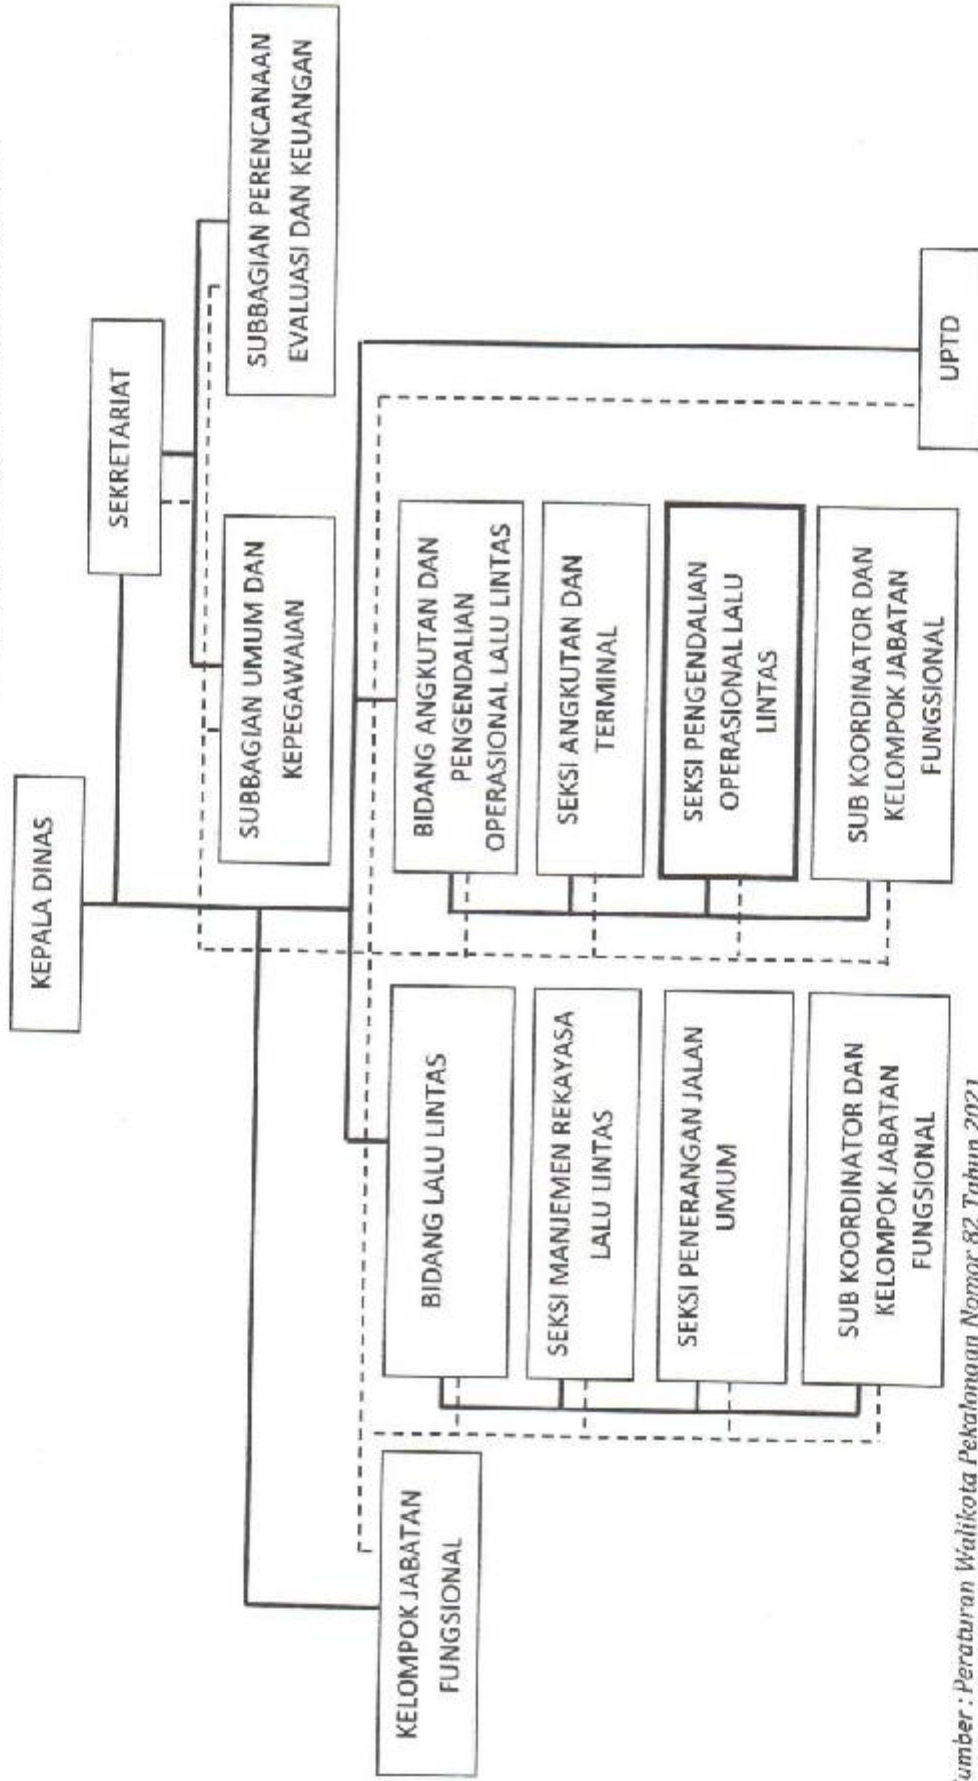 KEPALA DINAS
SEKRETARIAT
SUBBAGIAN UMUM DAN
KEPEGAWAIAN
SUBBAGIAN PERENCANAAN
EVALUASI DAN KEUANGAN
KELOMPOK JABATAN
FUNGSIONAL
BIDANG LALU LINTAS
SEKSI MANJEMEN REKAYASA
LALU LINTAS
SEKSI PENERANGAN JALAN
UMUM
SUB KOORDINATOR DAN
KELOMPOK JABATAN
FUNGSIONAL
BIDANG ANGKUTAN DAN
PENGENDALIAN
OPERASIONAL LALU LINTAS
SEKSI ANGKUTAN DAN
TERMINAL
SEKSI PENGENDALIAN
OPERASIONAL LALU
LINTAS
SUB KOORDINATOR DAN
KELOMPOK JABATAN
FUNGSIONAL
UPTD
umber : Peraturan Walikota Pekalongan Nomor 82 Tahun 2021